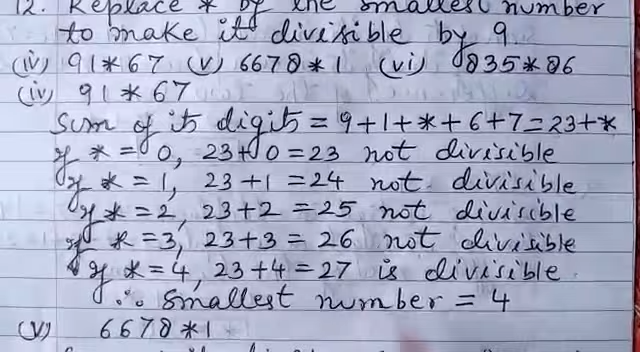 12. Replace * by the smallest number
to make it divisible by 9.
(iv) 91*67 (v) 6678*1 (vi) 835*86
(iv) 91*67
Sum of its digits = 9+1+*+6+7=23+*
If * = 0, 23+0=23 not divisible
If * = 1, 23+1=24 not divisible
If * = 2, 23+2=25 not divisible
If * = 3, 23+3=26 not divisible
If * = 4, 23+4=27 is divisible
∴ Smallest number = 4
(v) 6678*1